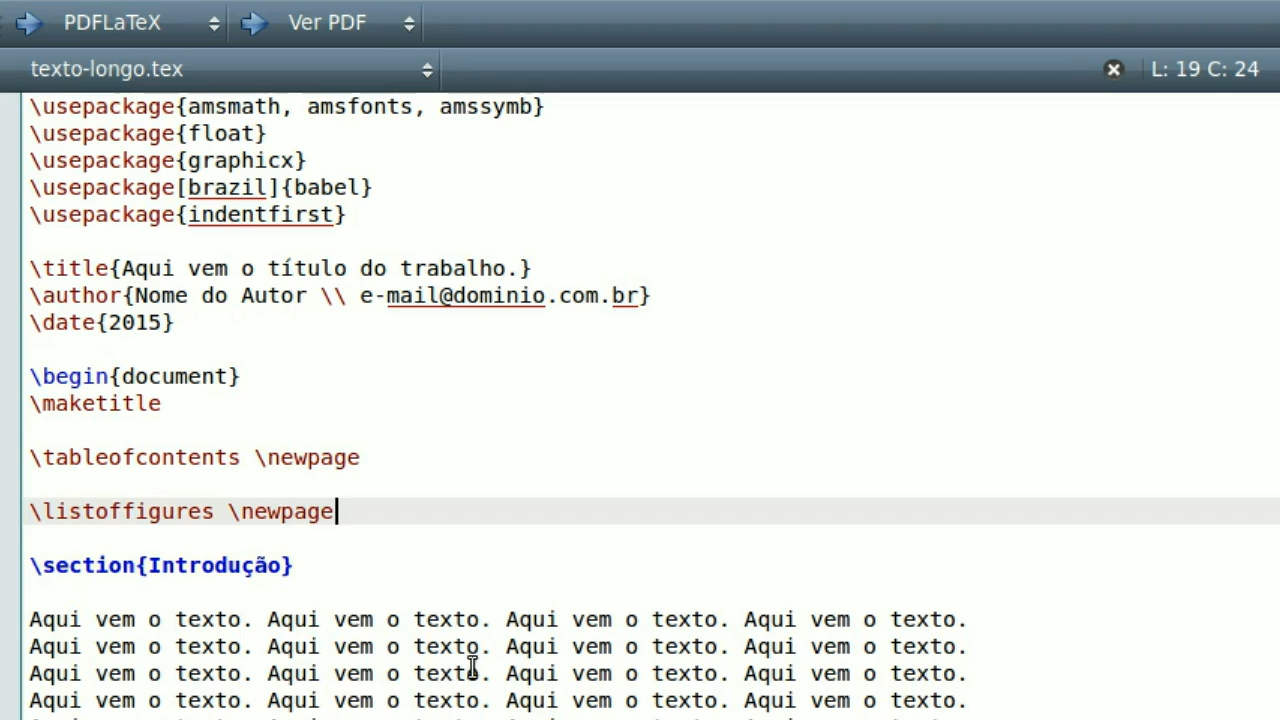 PDFLaTeX Ver PDF
texto-longo.tex L: 19 C: 24
\usepackage{amsmath, amsfonts, amssymb}
\usepackage{float}
\usepackage{graphicx}
\usepackage[brazil]{babel}
\usepackage{indentfirst}
\title{Aqui vem o título do trabalho.}
\author{Nome do Autor \\ e-mail@dominio.com.br}
\date{2015}
\begin{document}
\maketitle
\tableofcontents \newpage
\listoffigures \newpage
\section{Introdução}
Aqui vem o texto. Aqui vem o texto. Aqui vem o texto. Aqui vem o texto.
Aqui vem o texto. Aqui vem o texto. Aqui vem o texto. Aqui vem o texto.
Aqui vem o texto. Aqui vem o texto. Aqui vem o texto. Aqui vem o texto.
Aqui vem o texto. Aqui vem o texto. Aqui vem o texto. Aqui vem o texto.